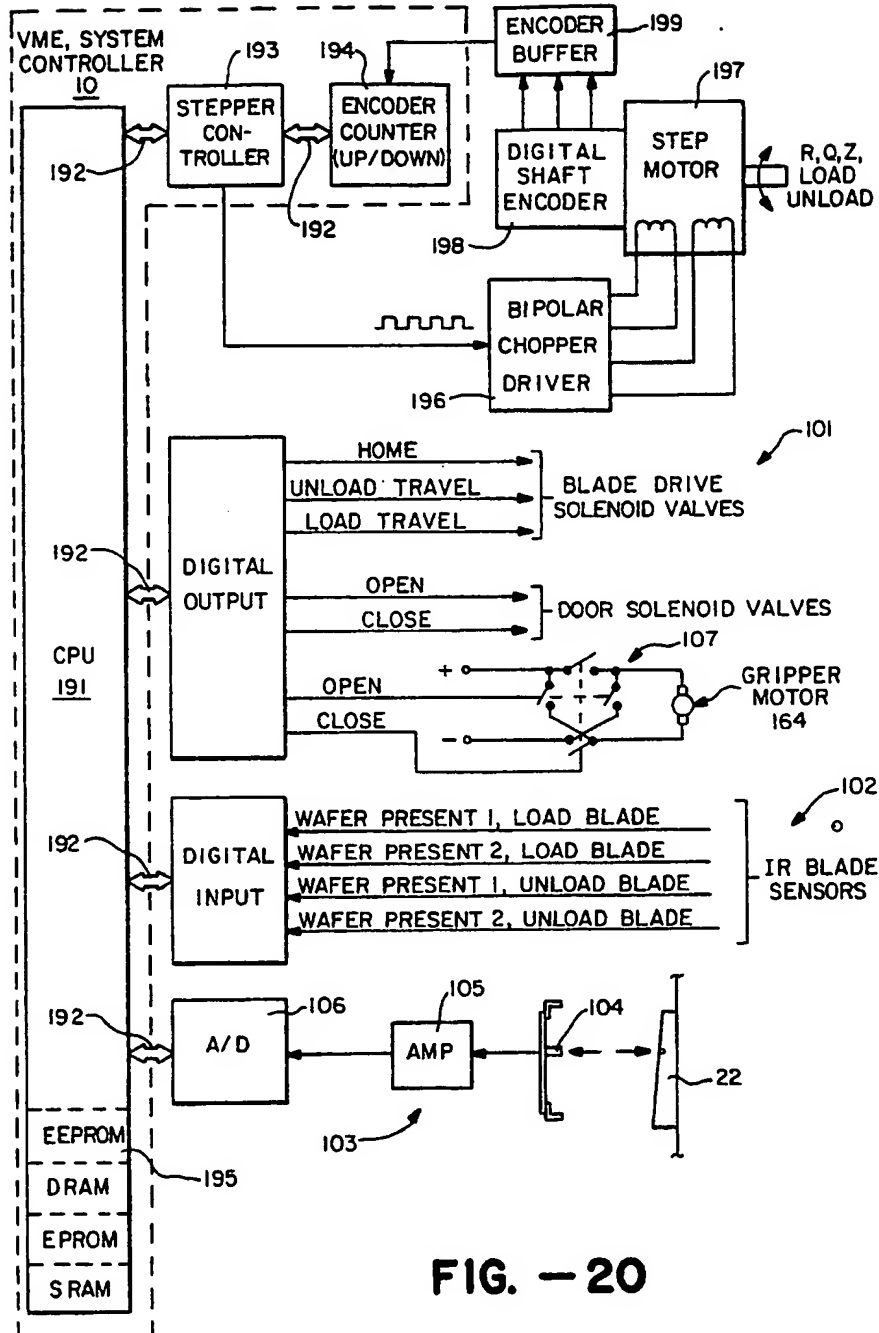 VME, SYSTEM
CONTROLLER
10
193
STEPPER
CON-
TROLLER
192
194
ENCODER
COUNTER
(UP/DOWN)
192
ENCODER
BUFFER
199
197
STEP
MOTOR
R, Q, Z,
LOAD
UNLOAD
DIGITAL
SHAFT
ENCODER
198
BIPOLAR
CHOPPER
DRIVER
196
101
HOME
UNLOAD TRAVEL
LOAD TRAVEL
BLADE DRIVE
SOLENOID VALVES
192
DIGITAL
OUTPUT
OPEN
CLOSE
DOOR SOLENOID VALVES
CPU
191
107
+
OPEN
CLOSE
-
GRIPPER
MOTOR
164
102
192
DIGITAL
INPUT
WAFER PRESENT 1, LOAD BLADE
WAFER PRESENT 2, LOAD BLADE
WAFER PRESENT 1, UNLOAD BLADE
WAFER PRESENT 2, UNLOAD BLADE
IR BLADE
SENSORS
192
106
A/D
105
AMP
104
22
103
EEPROM
195
DRAM
EPROM
SRAM
FIG. — 20